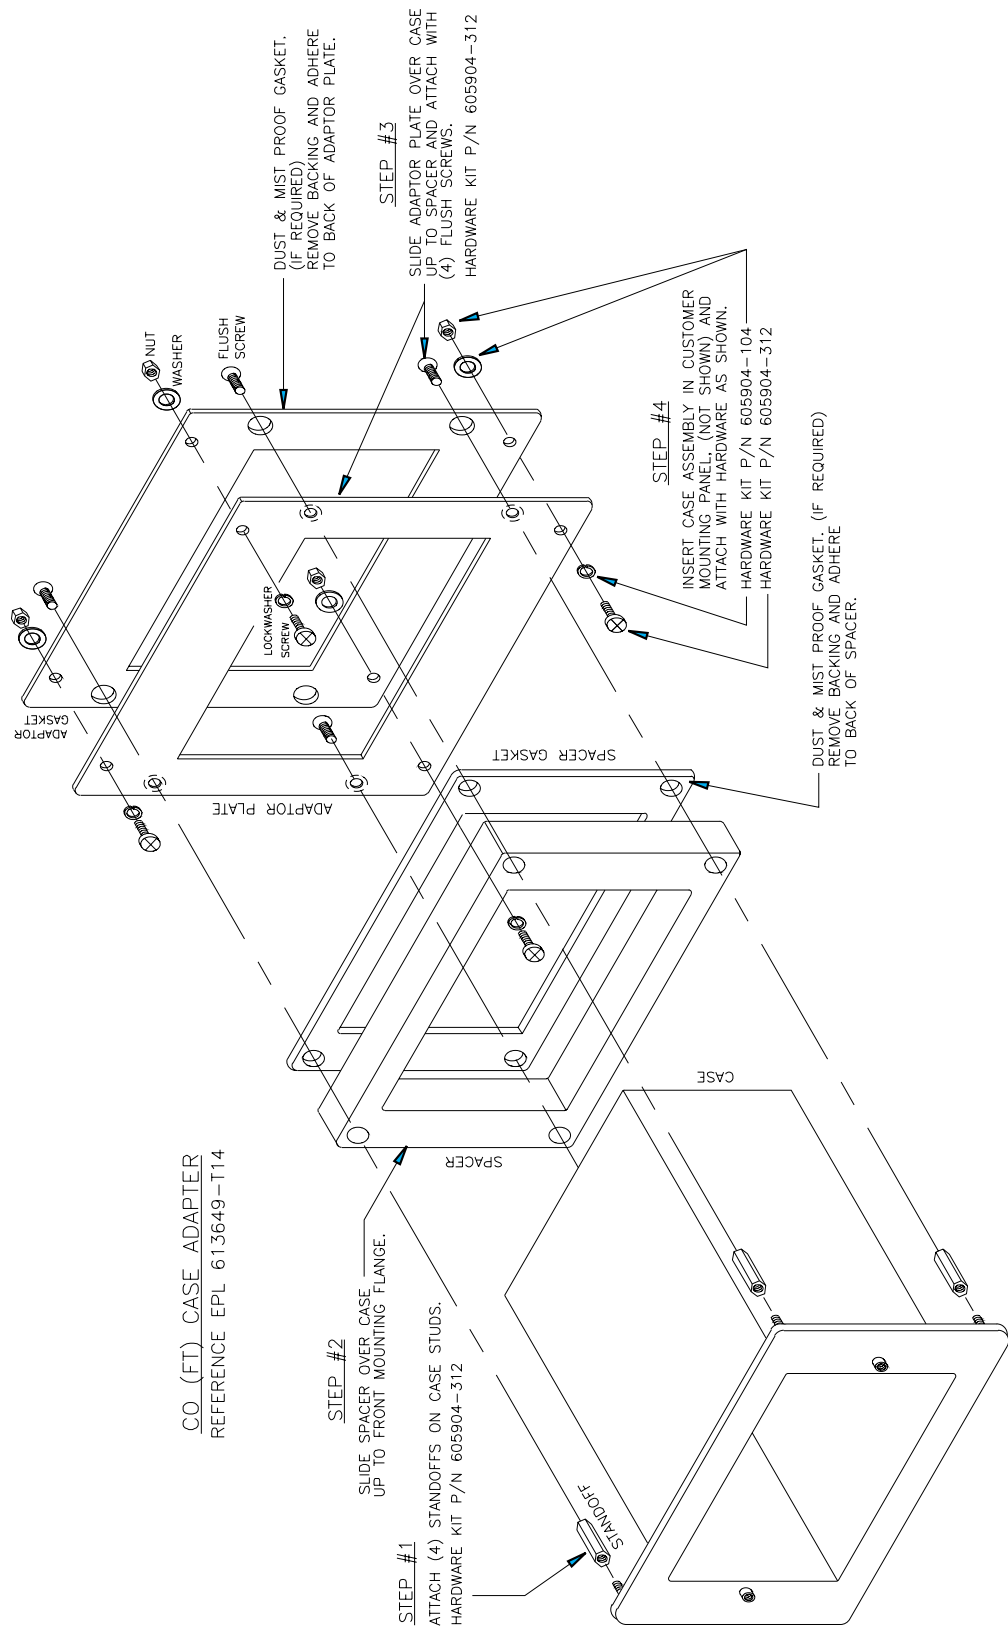 CO (FT) CASE ADAPTER
REFERENCE EPL 613649-T14
STEP #1
ATTACH (4) STANDOFFS ON CASE STUDS.
HARDWARE KIT P/N 605904-312
STANDOFF
STEP #2
SLIDE SPACER OVER CASE
UP TO FRONT MOUNTING FLANGE.
SPACER
CASE
SPACER GASKET
DUST & MIST PROOF GASKET. (IF REQUIRED)
REMOVE BACKING AND ADHERE
TO BACK OF SPACER.
ADAPTOR PLATE
ADAPTOR
GASKET
LOCKWASHER
SCREW
NUT
WASHER
FLUSH
SCREW
DUST & MIST PROOF GASKET.
(IF REQUIRED)
REMOVE BACKING AND ADHERE
TO BACK OF ADAPTOR PLATE.
STEP #3
SLIDE ADAPTOR PLATE OVER CASE
UP TO SPACER AND ATTACH WITH
(4) FLUSH SCREWS.
HARDWARE KIT P/N 605904-312
STEP #4
INSERT CASE ASSEMBLY IN CUSTOMER
MOUNTING PANEL, (NOT SHOWN) AND
ATTACH WITH HARDWARE AS SHOWN.
HARDWARE KIT P/N 605904-104
HARDWARE KIT P/N 605904-312